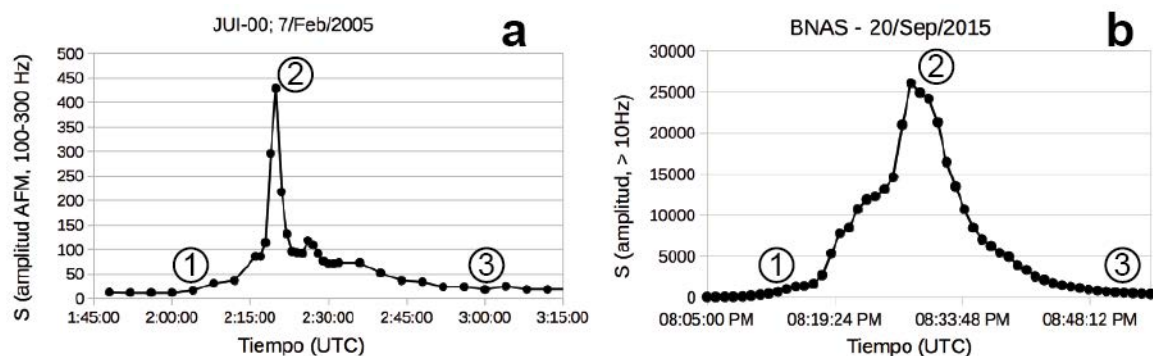 JUI-00; 7/Feb/2005
a
S (amplitud AFM, 100-300 Hz)
500
450
400
350
300
250
200
150
100
50
0
1
2
3
1:45:00 2:00:00 2:15:00 2:30:00 2:45:00 3:00:00 3:15:00
Tiempo (UTC)
BNAS - 20/Sep/2015
b
S (amplitud, > 10Hz)
30000
25000
20000
15000
10000
5000
0
1
2
3
08:05:00 PM 08:19:24 PM 08:33:48 PM 08:48:12 PM
Tiempo (UTC)